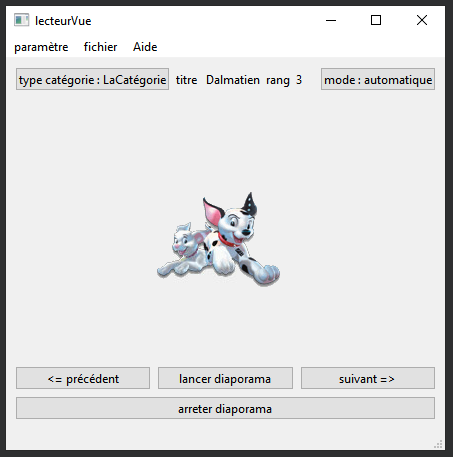 lecteurVue
paramètre fichier Aide
type catégorie : LaCatégorie titre Dalmatien rang 3 mode : automatique
<= précédent lancer diaporama suivant =>
arreter diaporama